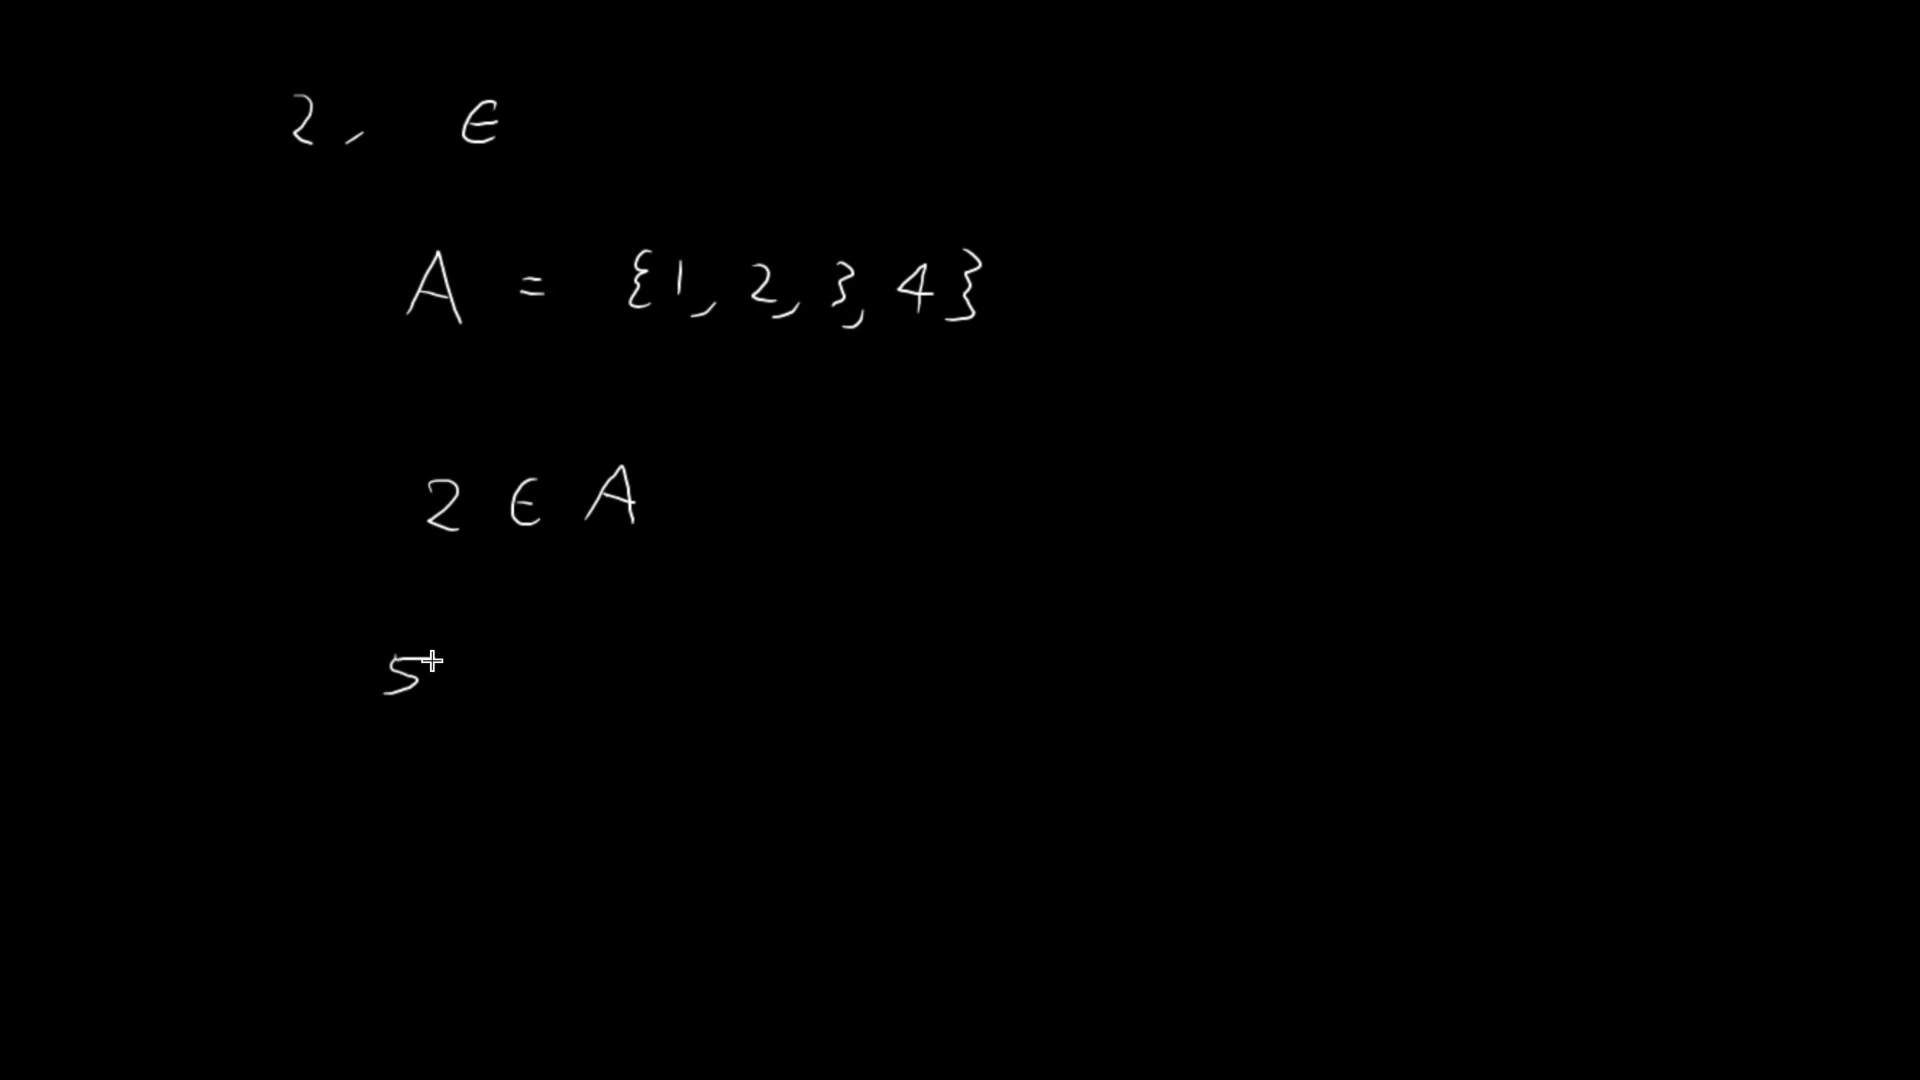 2, ∈
A = {1, 2, 3, 4}
2 ∈ A
5